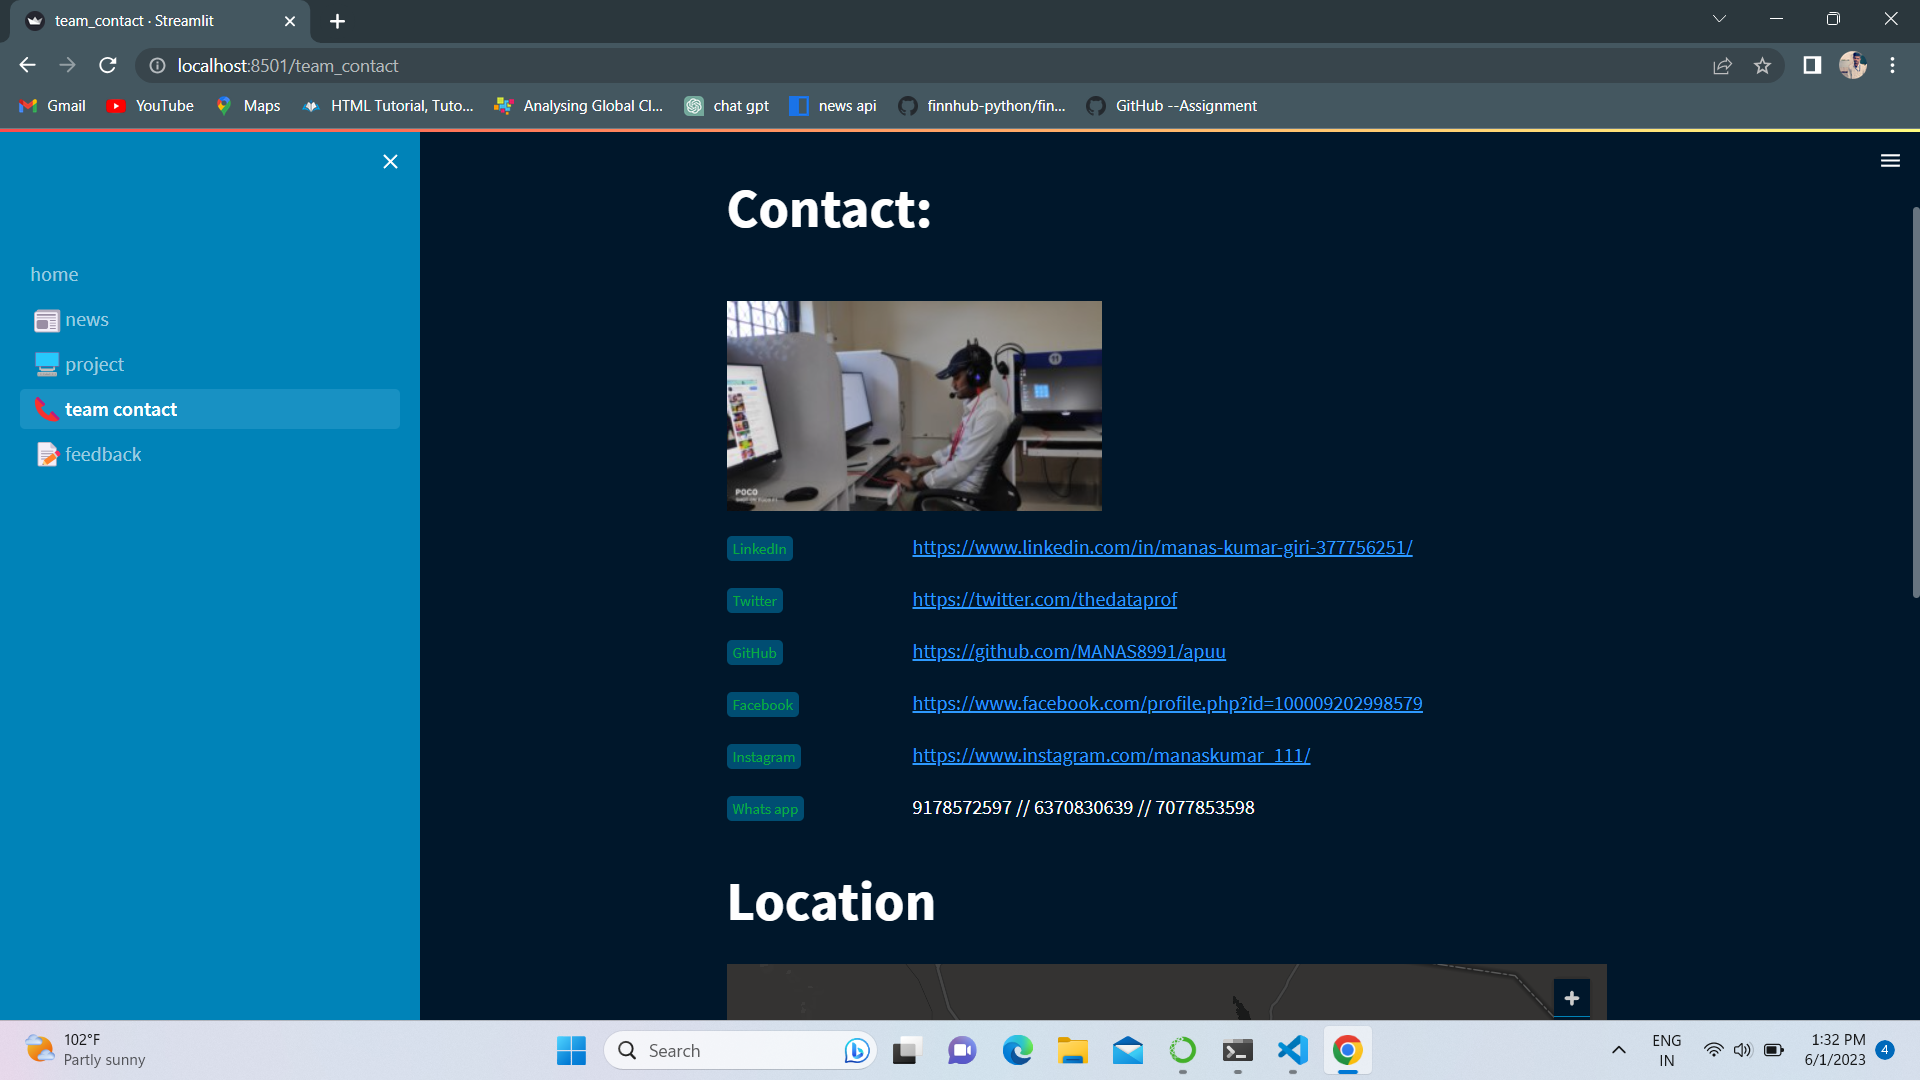 team_contact · Streamlit
localhost:8501/team_contact
Gmail YouTube Maps HTML Tutorial, Tuto... Analysing Global Cl... chat gpt news api finnhub-python/fin... GitHub --Assignment
home
news
project
team contact
feedback
Contact:
11
POCO
LinkedIn https://www.linkedin.com/in/manas-kumar-giri-377756251/
Twitter https://twitter.com/thedataprof
GitHub https://github.com/MANAS8991/apuu
Facebook https://www.facebook.com/profile.php?id=100009202998579
Instagram https://www.instagram.com/manaskumar_111/
Whats app 9178572597 // 6370830639 // 7077853598
Location
102°F
Partly sunny
Search
ENG
IN
1:32 PM
6/1/2023
4